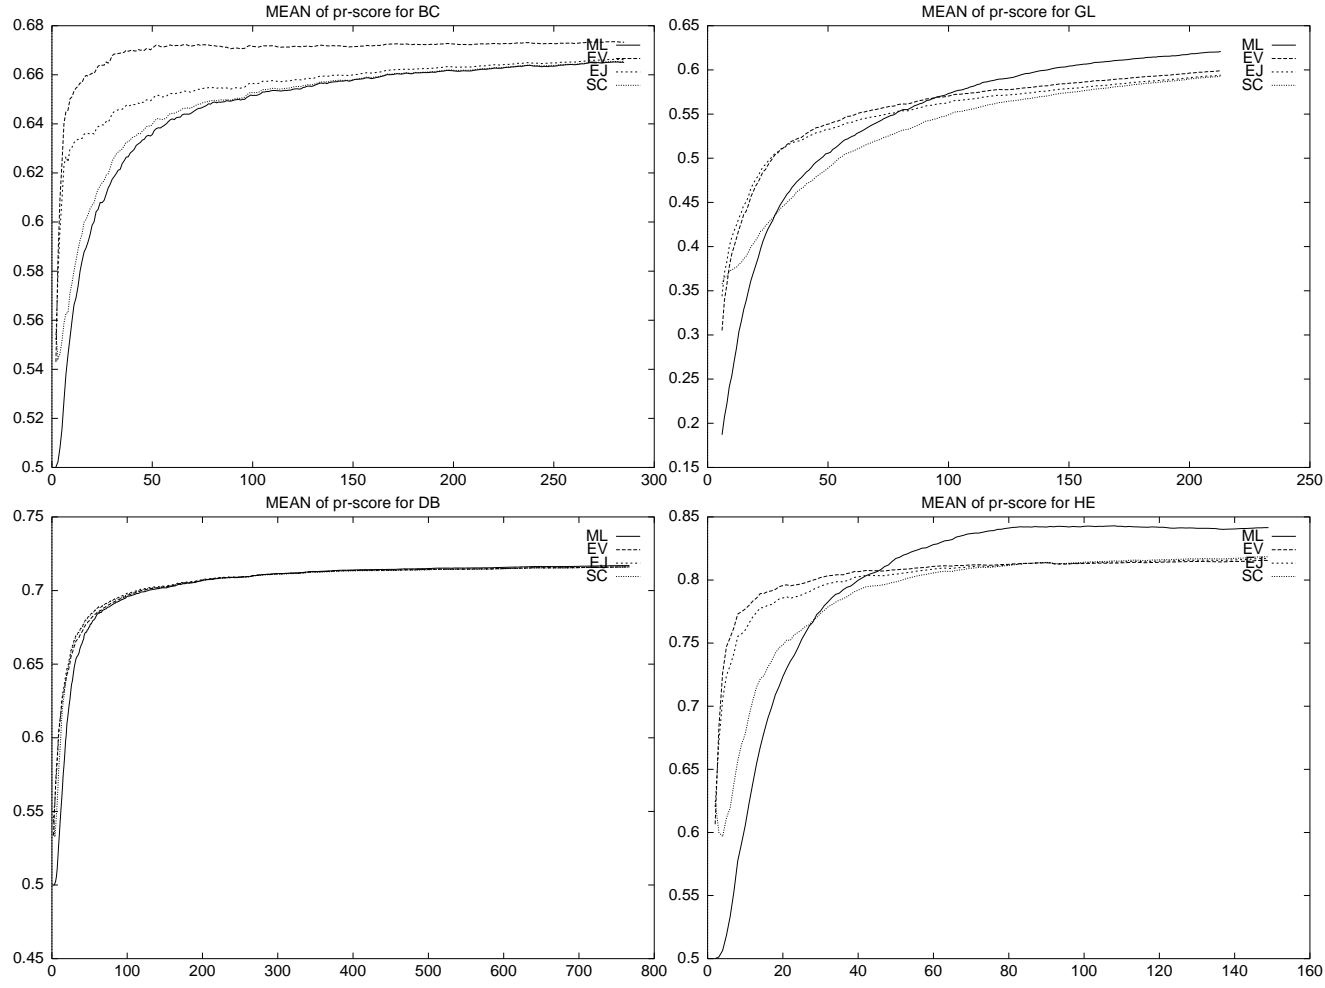 MEAN of pr-score for BC
0.68
0.66
0.64
0.62
0.6
0.58
0.56
0.54
0.52
0.5
0 50 100 150 200 250 300
ML
EV
EJ
SC
MEAN of pr-score for GL
0.65
0.6
0.55
0.5
0.45
0.4
0.35
0.3
0.25
0.2
0.15
0 50 100 150 200 250
ML
EV
EJ
SC
MEAN of pr-score for DB
0.75
0.7
0.65
0.6
0.55
0.5
0.45
0 100 200 300 400 500 600 700 800
ML
EV
EJ
SC
MEAN of pr-score for HE
0.85
0.8
0.75
0.7
0.65
0.6
0.55
0.5
0 20 40 60 80 100 120 140 160
ML
EV
EJ
SC